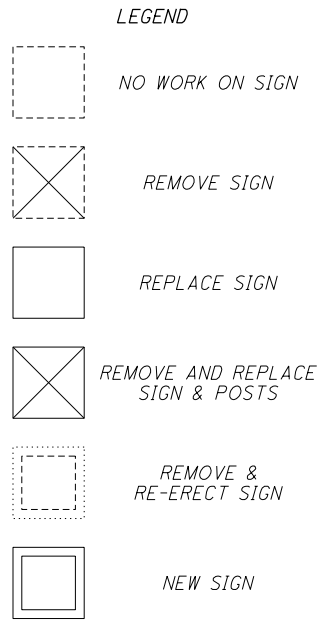 LEGEND
NO WORK ON SIGN
REMOVE SIGN
REPLACE SIGN
REMOVE AND REPLACE
SIGN & POSTS
REMOVE &
RE-ERECT SIGN
NEW SIGN